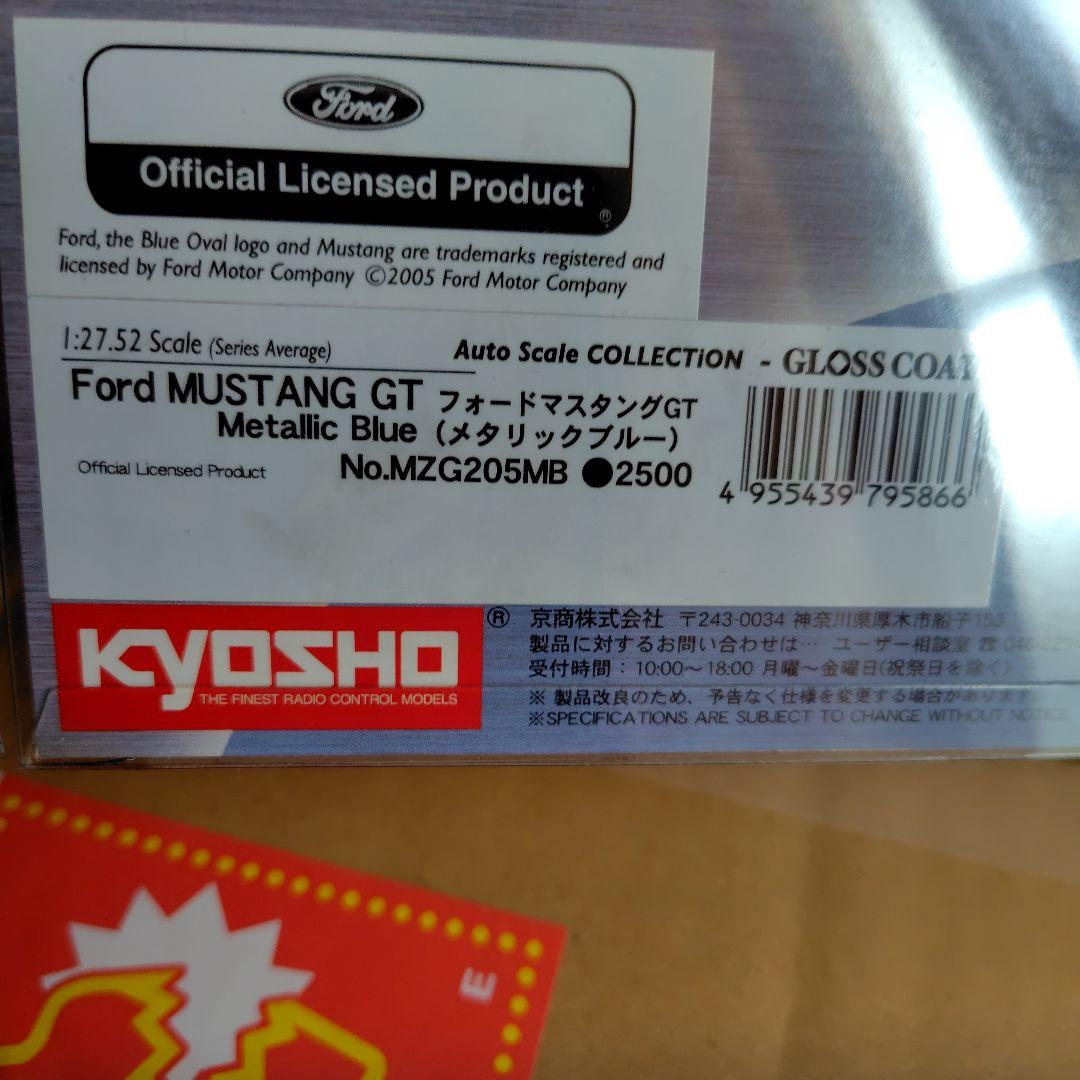 Ford
Official Licensed Product
®
Ford, the Blue Oval logo and Mustang are trademarks registered and
licensed by Ford Motor Company ©2005 Ford Motor Company
1:27.52 Scale (Series Average)
Auto Scale COLLECTiON - GLOSS COAT
Ford MUSTANG GT フォードマスタングGT
Metallic Blue (メタリックブルー)
Official Licensed Product
No.MZG205MB ●2500
4 955439 795866
KYOSHO ®
THE FINEST RADIO CONTROL MODELS
京商株式会社 〒243-0034 神奈川県厚木市船子153
製品に対するお問い合わせは… ユーザー相談室 ☎ 046-229
受付時間：10:00～18:00 月曜～金曜日(祝祭日を除く)
※ 製品改良のため、予告なく仕様を変更する場合があります
※SPECIFICATIONS ARE SUBJECT TO CHANGE WITHOUT NOTICE.
E